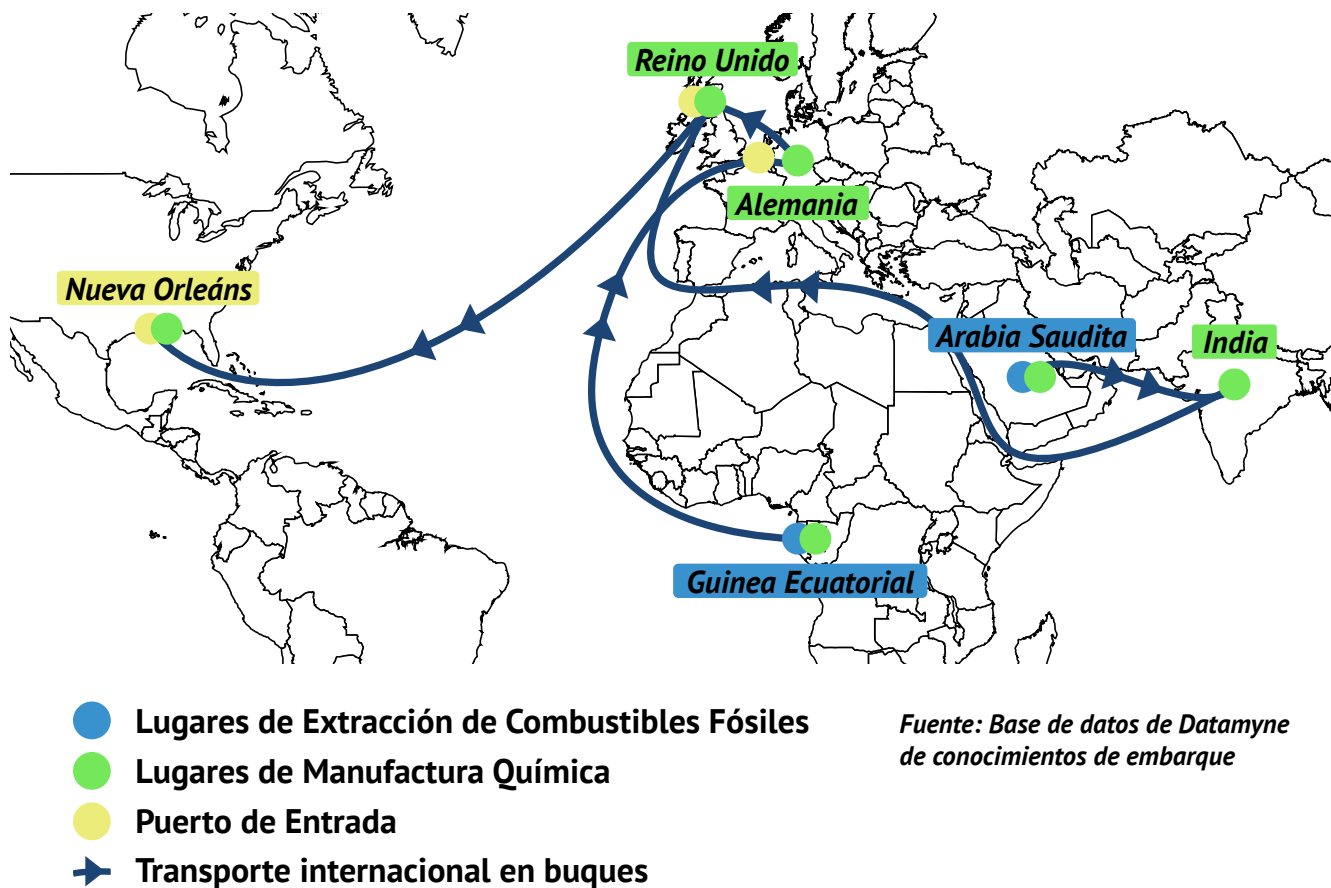 Reino Unido
Alemania
Nueva Orleáns
Arabia Saudita
India
Guinea Ecuatorial
Lugares de Extracción de Combustibles Fósiles
Lugares de Manufactura Química
Puerto de Entrada
Transporte internacional en buques
Fuente: Base de datos de Datamyne
de conocimientos de embarque